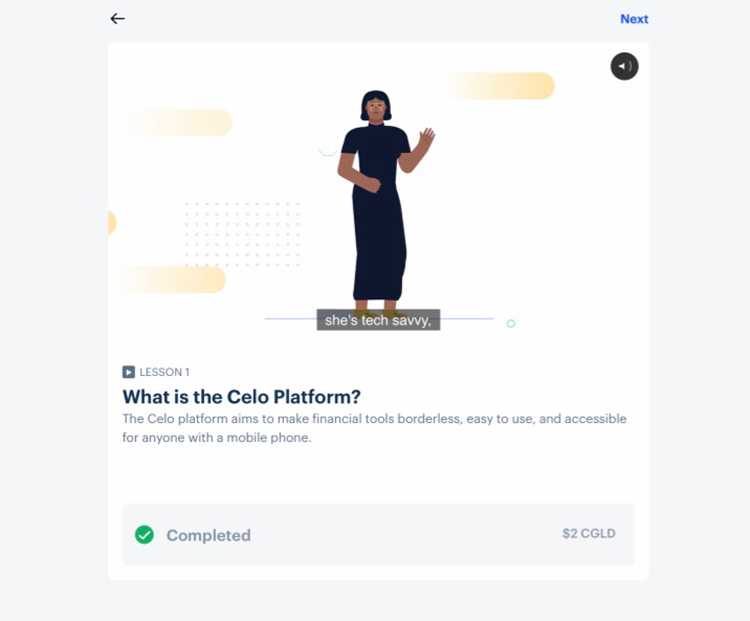 Next
she's tech savvy,
LESSON 1
What is the Celo Platform?
The Celo platform aims to make financial tools borderless, easy to use, and accessible
for anyone with a mobile phone.
Completed
$2 CGLD